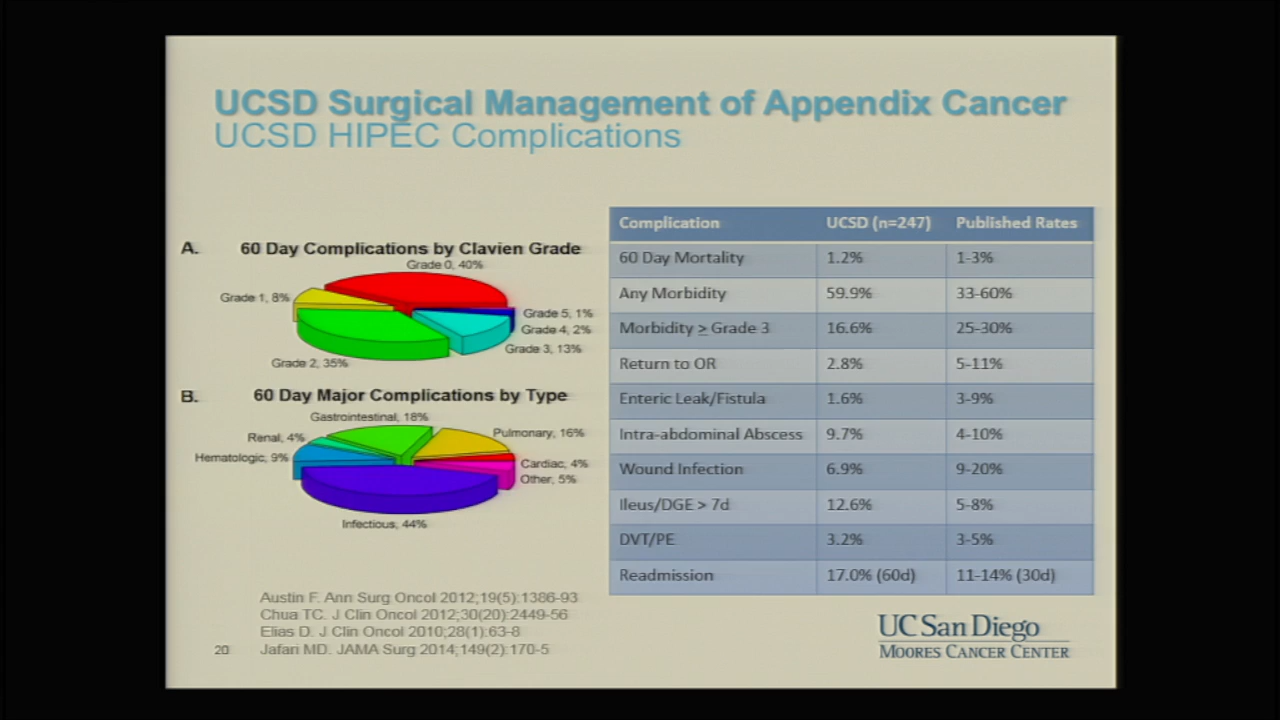 UCSD Surgical Management of Appendix Cancer
UCSD HIPEC Complications
A. 60 Day Complications by Clavien Grade
Grade 0, 40%
Grade 1, 8%
Grade 5, 1%
Grade 4, 2%
Grade 3, 13%
Grade 2, 35%
B. 60 Day Major Complications by Type
Gastrointestinal, 18%
Pulmonary, 16%
Renal, 4%
Hematologic, 9%
Cardiac, 4%
Other, 5%
Infectious, 44%
Complication UCSD (n=247) Published Rates
60 Day Mortality 1.2% 1-3%
Any Morbidity 59.9% 33-60%
Morbidity ≥ Grade 3 16.6% 25-30%
Return to OR 2.8% 5-11%
Enteric Leak/Fistula 1.6% 3-9%
Intra-abdominal Abscess 9.7% 4-10%
Wound Infection 6.9% 9-20%
Ileus/DGE > 7d 12.6% 5-8%
DVT/PE 3.2% 3-5%
Readmission 17.0% (60d) 11-14% (30d)
Austin F. Ann Surg Oncol 2012;19(5):1386-93
Chua TC. J Clin Oncol 2012;30(20):2449-56
Elias D. J Clin Oncol 2010;28(1):63-8
20 Jafari MD. JAMA Surg 2014;149(2):170-5
UC San Diego
MOORES CANCER CENTER